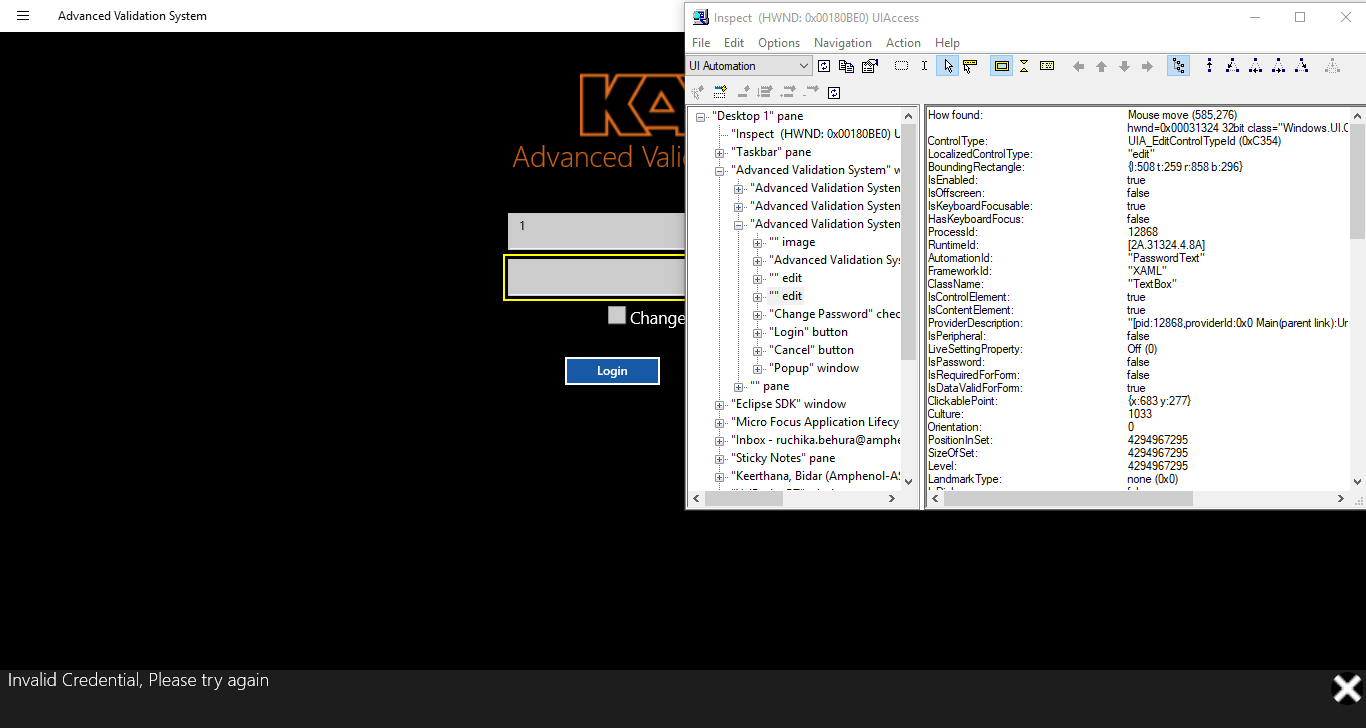 Advanced Validation System
KA
Advanced Vali
1
Change
Login
Invalid Credential, Please try again
Inspect (HWND: 0x00180BE0) UIAccess
File Edit Options Navigation Action Help
UI Automation
"Desktop 1" pane
"Inspect (HWND: 0x00180BE0) U
"Taskbar" pane
"Advanced Validation System" w
"Advanced Validation System
"Advanced Validation System
"Advanced Validation System
"" image
"Advanced Validation Sys
"" edit
"" edit
"Change Password" chec
"Login" button
"Cancel" button
"Popup" window
"" pane
"Eclipse SDK" window
"Micro Focus Application Lifecy
"Inbox - ruchika.behura@amphe
"Sticky Notes" pane
"Keerthana, Bidar (Amphenol-AS
How found: Mouse move (585,276)
hwnd=0x00031324 32bit class="Windows.UI.C
ControlType: UIA_EditControlTypeId (0xC354)
LocalizedControlType: "edit"
BoundingRectangle: {l:508 t:259 r:858 b:296}
IsEnabled: true
IsOffscreen: false
IsKeyboardFocusable: true
HasKeyboardFocus: false
ProcessId: 12868
RuntimeId: [2A.31324.4.8A]
AutomationId: "PasswordText"
FrameworkId: "XAML"
ClassName: "TextBox"
IsControlElement: true
IsContentElement: true
ProviderDescription: "[pid:12868,providerId:0x0 Main(parent link):Un
IsPeripheral: false
LiveSettingProperty: Off (0)
IsPassword: false
IsRequiredForForm: false
IsDataValidForForm: true
ClickablePoint: {x:683 y:277}
Culture: 1033
Orientation: 0
PositionInSet: 4294967295
SizeOfSet: 4294967295
Level: 4294967295
LandmarkType: none (0x0)